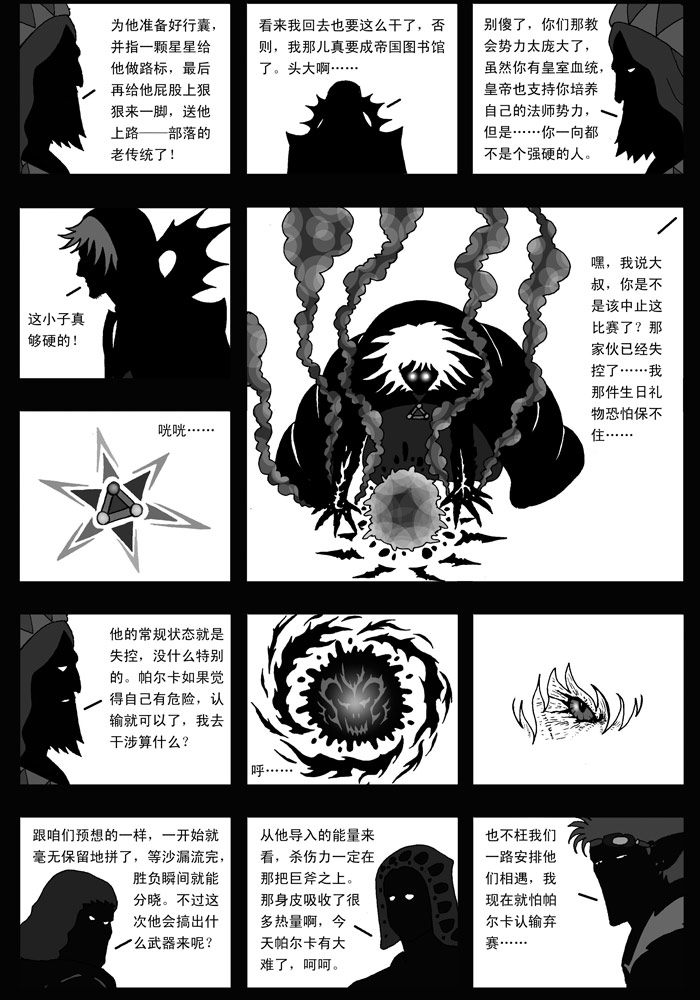 为他准备好行囊，
并指一颗星星给
他做路标，最后
再给他屁股上狠
狠来一脚，送他
上路——部落的
老传统了！
看来我回去也要这么干了，否
则，我那儿真要成帝国图书馆
了。头大啊……
别傻了，你们那教
会势力太庞大了，
虽然你有皇室血统，
皇帝也支持你培养
自己的法师势力，
但是……你一向都
不是个强硬的人。
这小子真
够硬的！
嘿，我说大
叔，你是不
是该中止这
比赛了？那
家伙已经失
控了……我
那件生日礼
物恐怕保不
住……
咣咣……
他的常规状态就是
失控，没什么特别
的。帕尔卡如果觉
得自己有危险，认
输就可以了，我去
干涉算什么？
呼……
跟咱们预想的一样，一开始就
毫无保留地拼了，等沙漏流完，
胜负瞬间就能
分晓。不过这
次他会搞出什
么武器来呢？
从他导入的能量来
看，杀伤力一定在
那把巨斧之上。
那身皮吸收了很
多热量啊，今
天帕尔卡有大
难了，呵呵。
也不枉我们
一路安排他
们相遇，我
现在就怕帕
尔卡认输弃
赛……